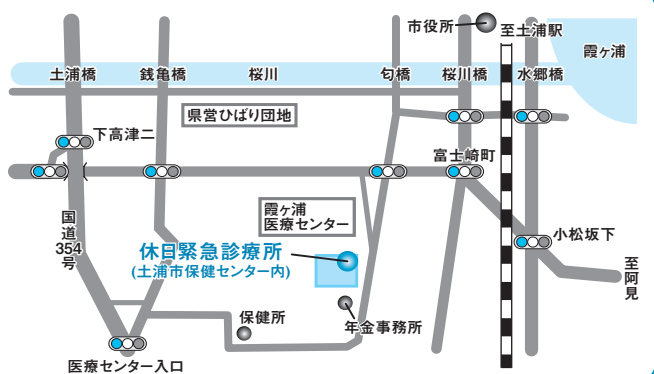 市役所
至土浦駅
霞ヶ浦
土浦橋
銭亀橋
桜川
匂橋
桜川橋
水郷橋
県営ひばり団地
下高津二
富士崎町
霞ヶ浦
医療センター
国道354号
小松坂下
休日緊急診療所
(土浦市保健センター内)
至阿見
保健所
年金事務所
医療センター入口